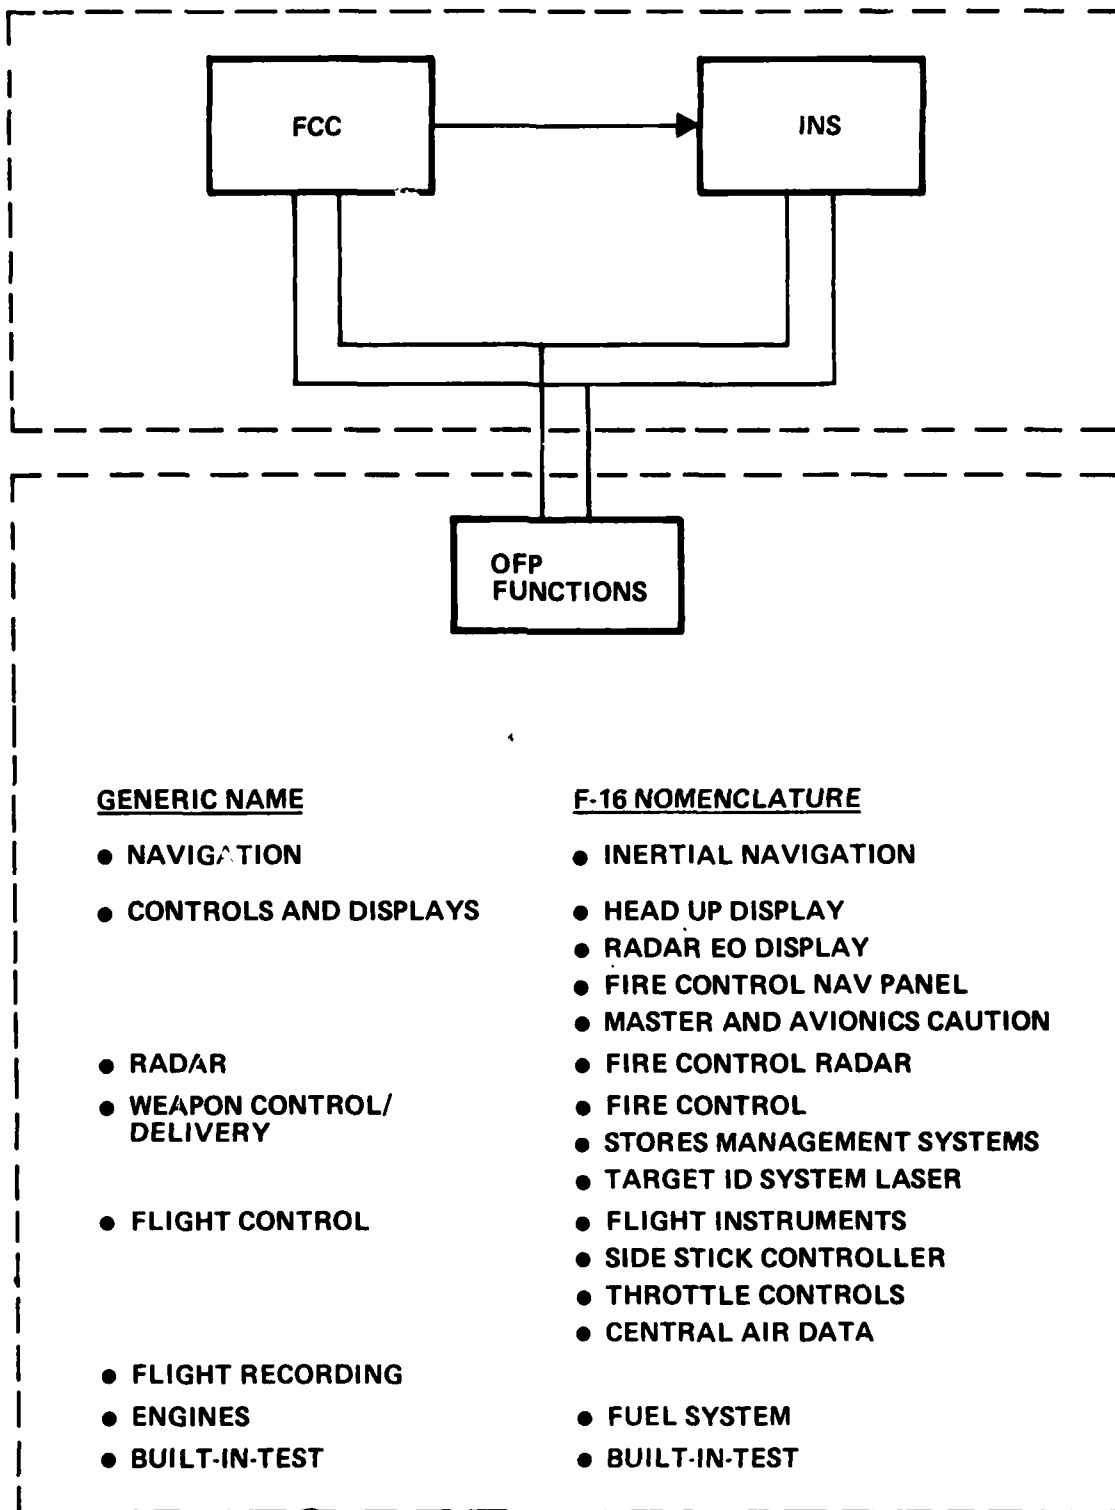 FCC
INS
OFP
FUNCTIONS
GENERIC NAME
F-16 NOMENCLATURE
● NAVIGATION
● INERTIAL NAVIGATION
● CONTROLS AND DISPLAYS
● HEAD UP DISPLAY
● RADAR EO DISPLAY
● FIRE CONTROL NAV PANEL
● MASTER AND AVIONICS CAUTION
● RADAR
● FIRE CONTROL RADAR
● WEAPON CONTROL/
DELIVERY
● FIRE CONTROL
● STORES MANAGEMENT SYSTEMS
● TARGET ID SYSTEM LASER
● FLIGHT CONTROL
● FLIGHT INSTRUMENTS
● SIDE STICK CONTROLLER
● THROTTLE CONTROLS
● CENTRAL AIR DATA
● FLIGHT RECORDING
● ENGINES
● FUEL SYSTEM
● BUILT-IN-TEST
● BUILT-IN-TEST